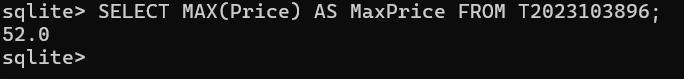 sqlite> SELECT MAX(Price) AS MaxPrice FROM T2023103896;
52.0
sqlite>